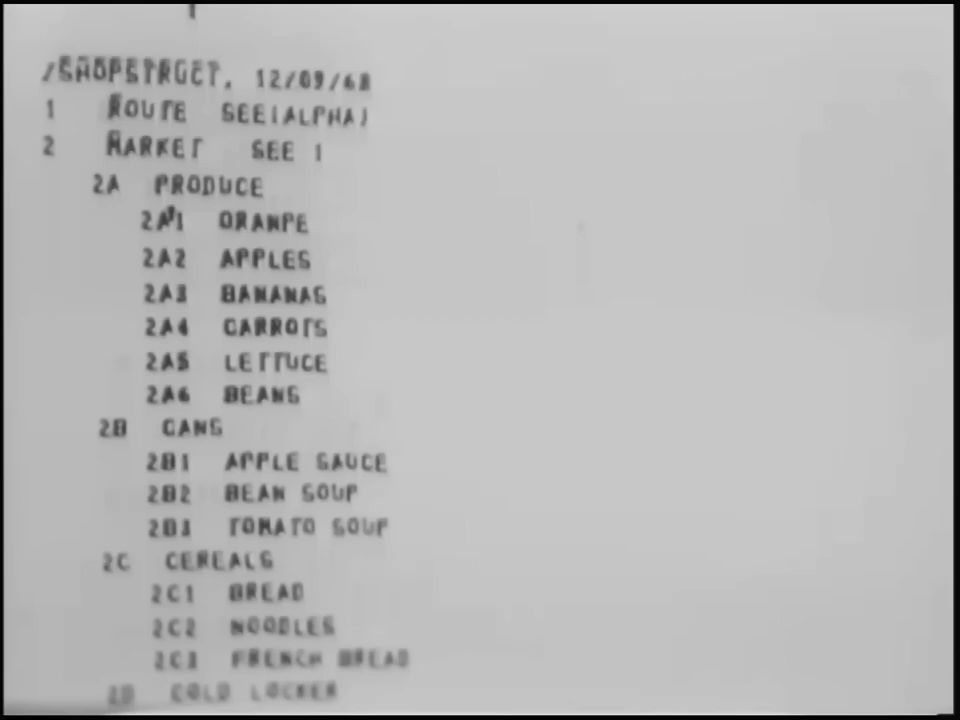 /SHOPSTRUCT, 12/09/68
1 ROUTE SEE(ALPHA)
2 MARKET SEE 1
2A PRODUCE
2A1 ORANPE
2A2 APPLES
2A3 BANANAS
2A4 CARROTS
2A5 LETTUCE
2A6 BEANS
2B CANS
2B1 APPLE SAUCE
2B2 BEAN SOUP
2B3 TOMATO SOUP
2C CEREALS
2C1 BREAD
2C2 NOODLES
2C3 FRENCH BREAD
2D COLD LOCKER